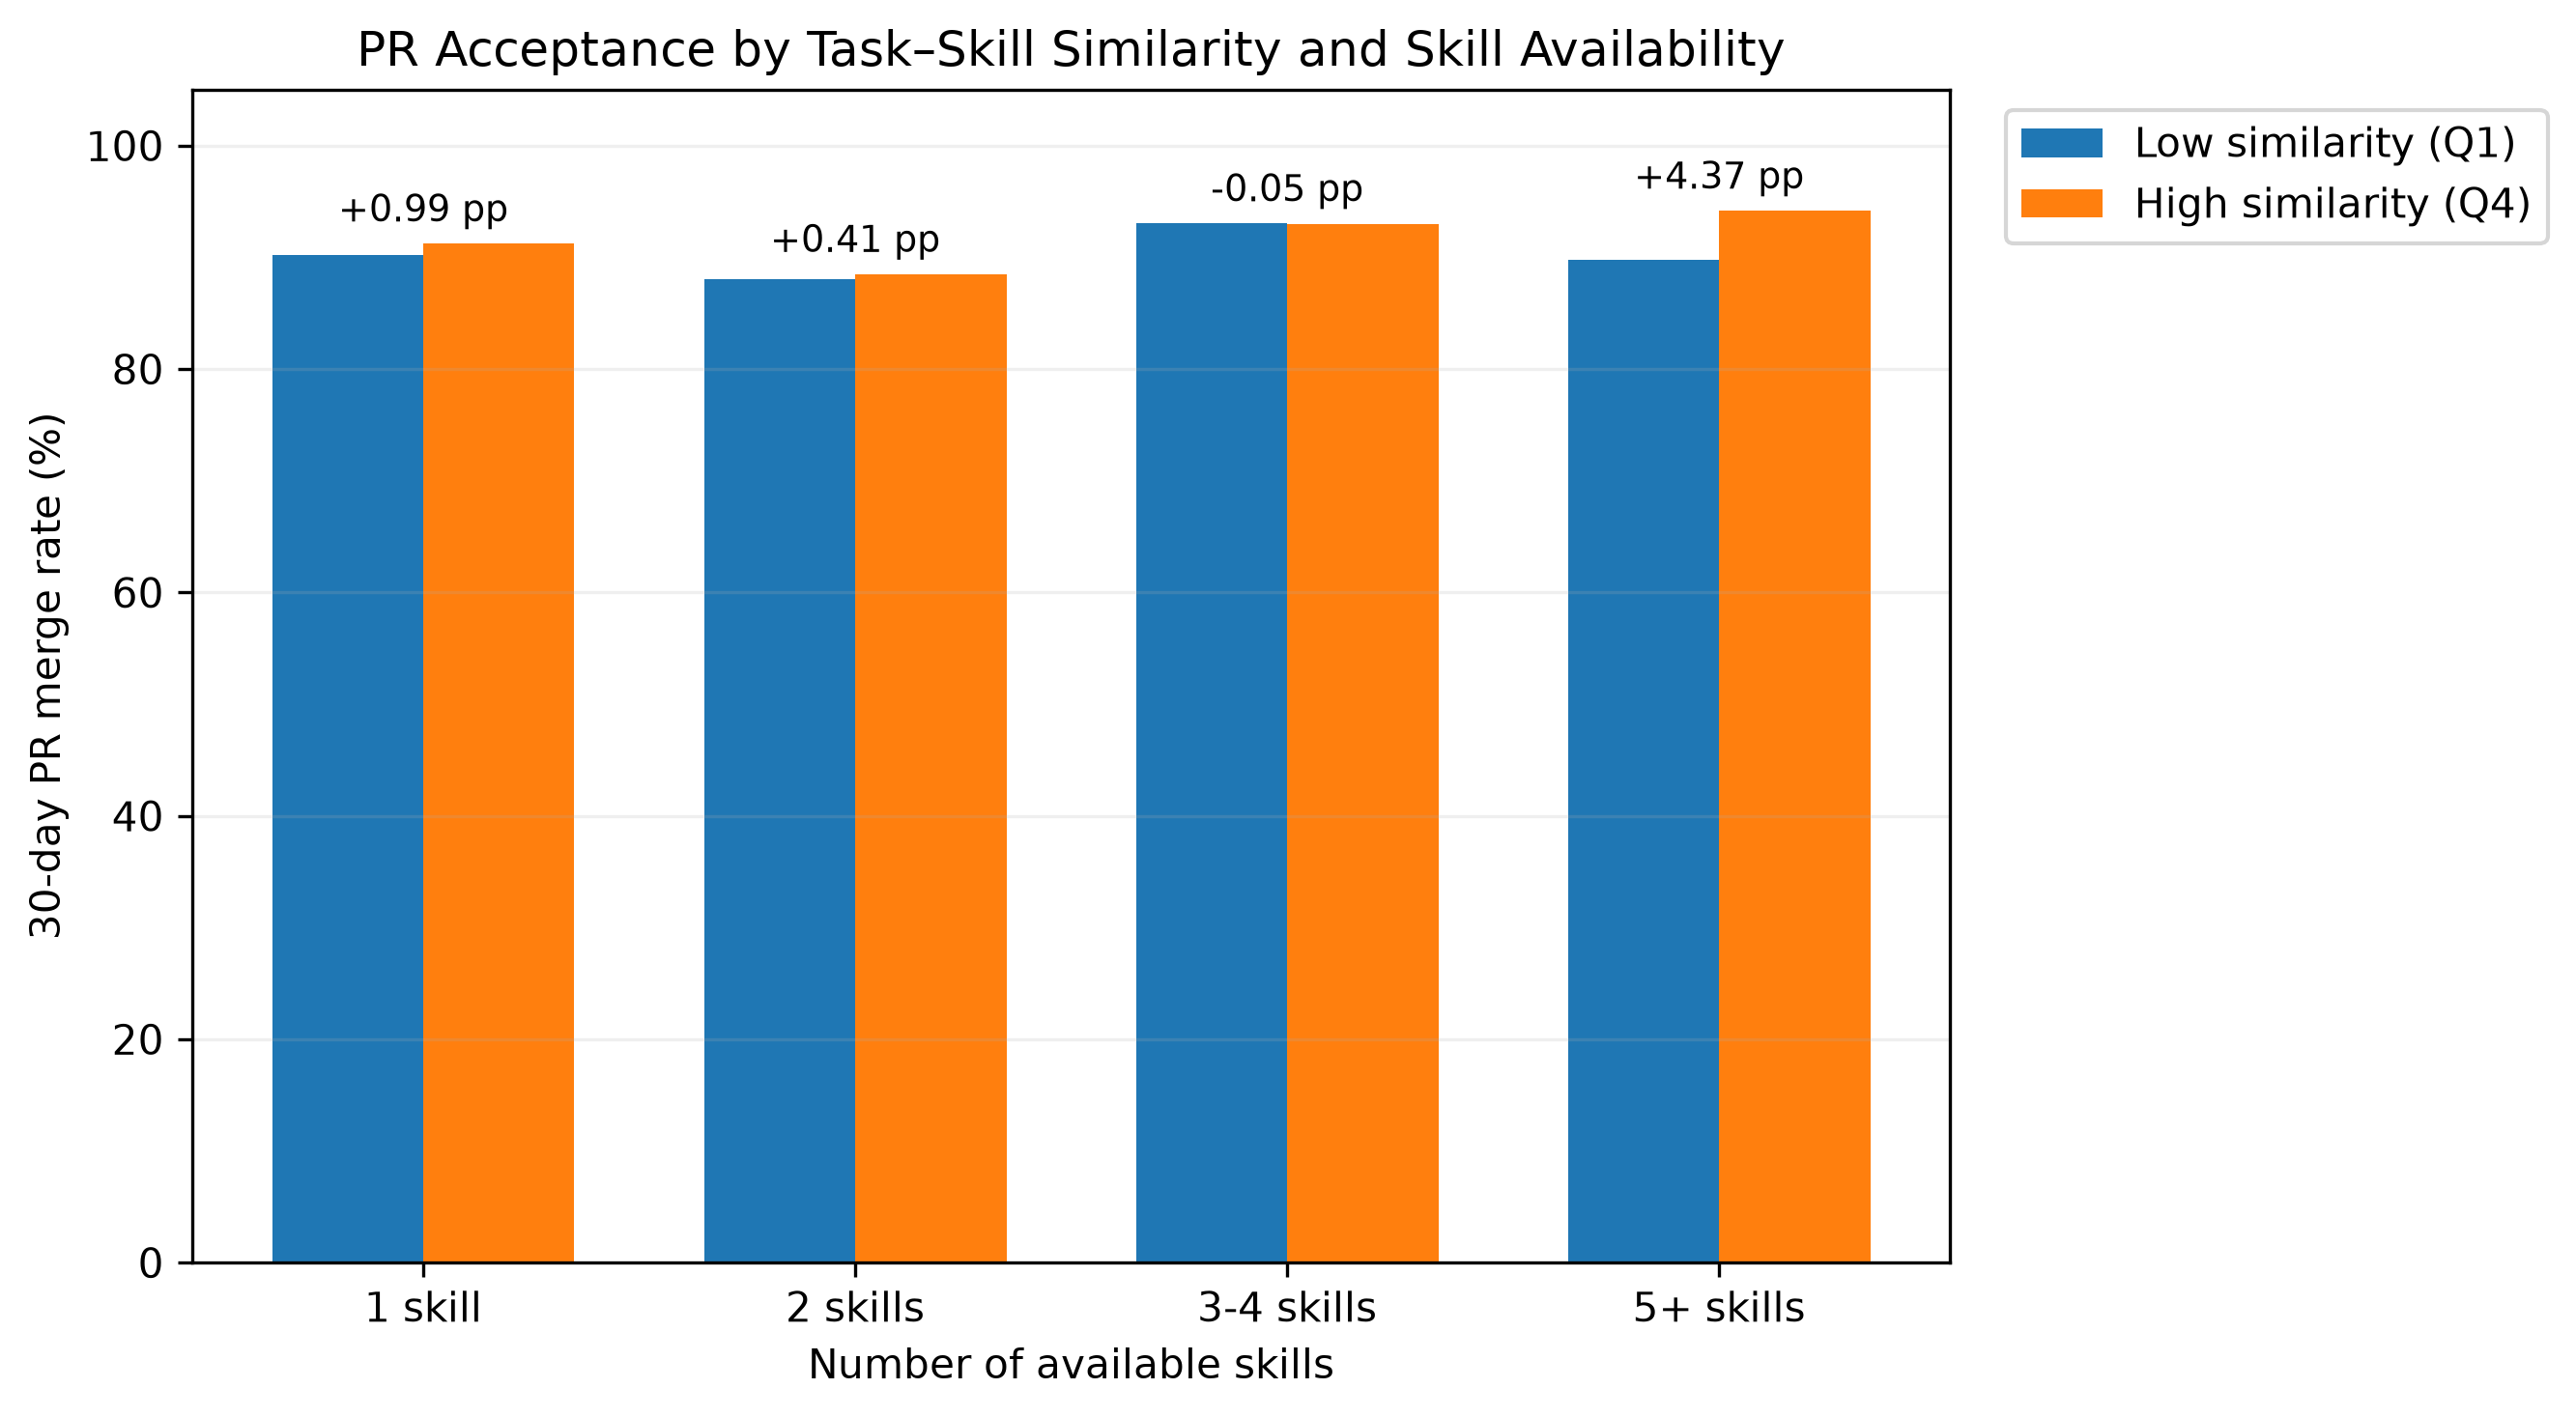 PR Acceptance by Task–Skill Similarity and Skill Availability
30-day PR merge rate (%)
100
80
60
40
20
0
+0.99 pp
+0.41 pp
-0.05 pp
+4.37 pp
1 skill
2 skills
3-4 skills
5+ skills
Number of available skills
Low similarity (Q1)
High similarity (Q4)